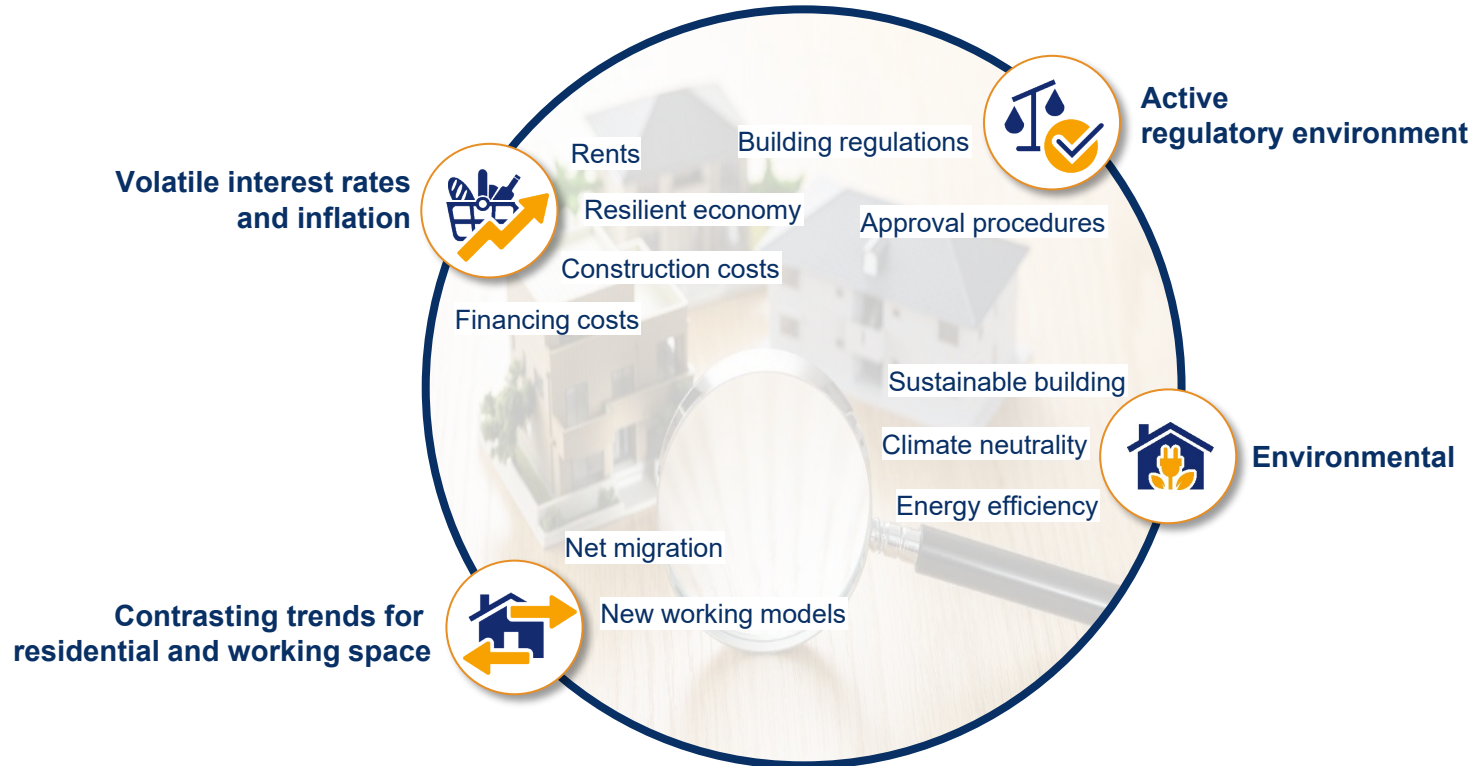 Active
regulatory environment
Building regulations
Approval procedures
Volatile interest rates
and inflation
Rents
Resilient economy
Construction costs
Financing costs
Sustainable building
Climate neutrality
Energy efficiency
Environmental
Net migration
New working models
Contrasting trends for
residential and working space